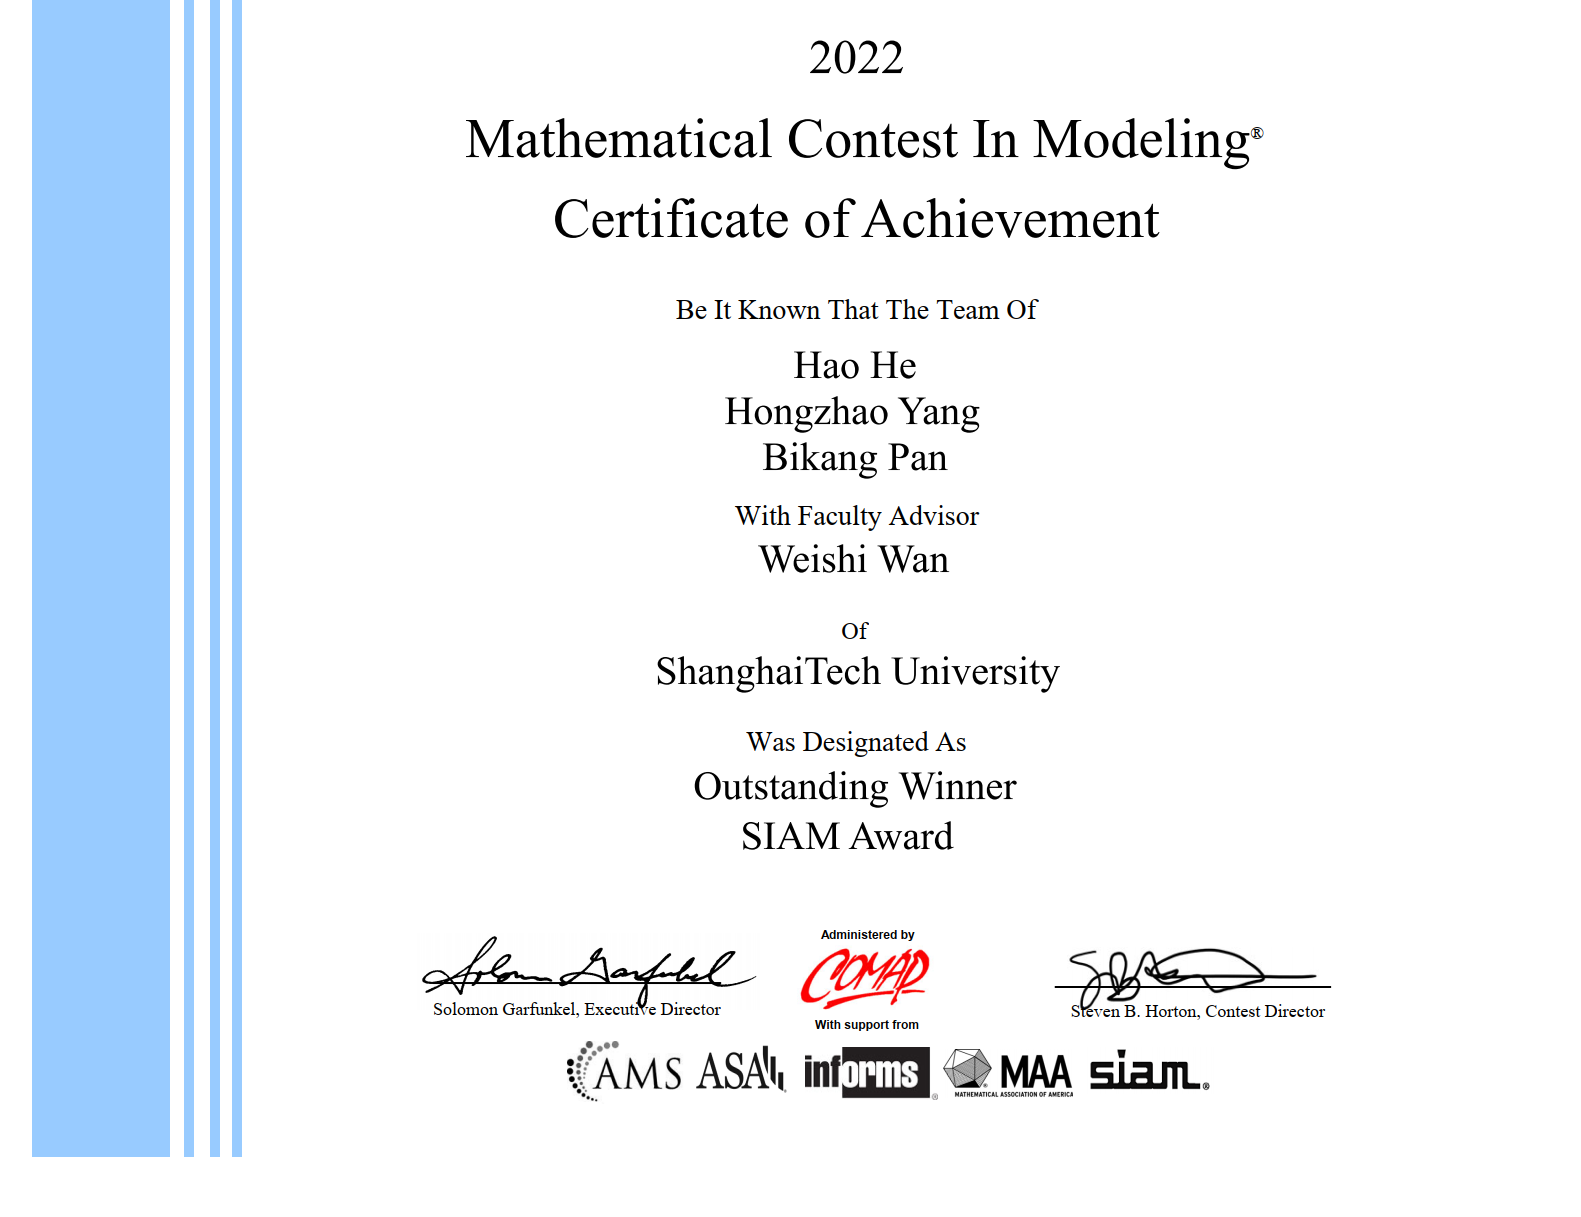 2022
Mathematical Contest In Modeling®
Certificate of Achievement
Be It Known That The Team Of
Hao He
Hongzhao Yang
Bikang Pan
With Faculty Advisor
Weishi Wan
Of
ShanghaiTech University
Was Designated As
Outstanding Winner
SIAM Award
Administered by
Solomon Garfunkel
COMAP
Solomon Garfunkel, Executive Director
Steven B. Horton, Contest Director
With support from
AMS ASA informs® MAA siam®
MATHEMATICAL ASSOCIATION OF AMERICA